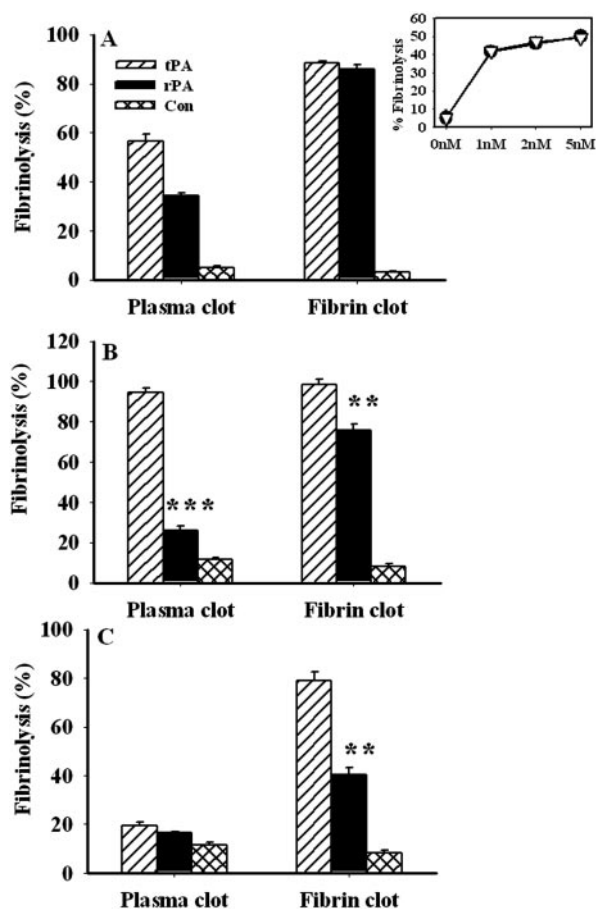 A
tPA
rPA
Con
Fibrinolysis (%)
100
80
60
40
20
0
Plasma clot Fibrin clot
% Fibrinolysis
60
50
40
30
20
10
0
0nM 1nM 2nM 5nM
B
Fibrinolysis (%)
120
100
80
60
40
20
0
***
**
Plasma clot Fibrin clot
C
Fibrinolysis (%)
100
80
60
40
20
0
**
Plasma clot Fibrin clot